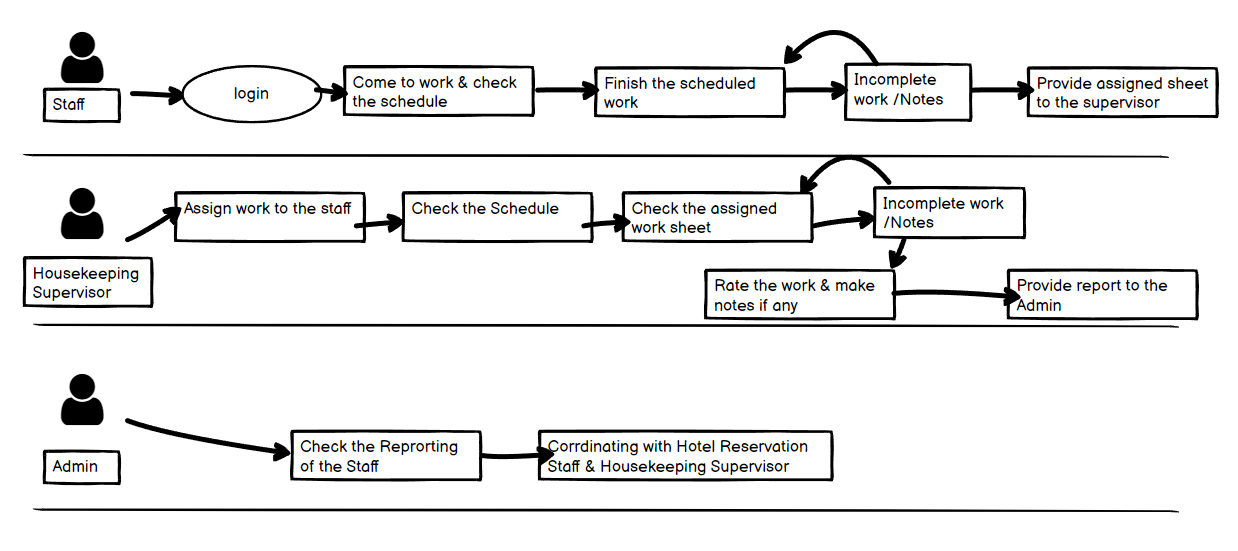 Staff
login
Come to work & check
the schedule
Finish the scheduled
work
Incomplete
work /Notes
Provide assigned sheet
to the supervisor
Housekeeping
Supervisor
Assign work to the staff
Check the Schedule
Check the assigned
work sheet
Incomplete work
/Notes
Rate the work & make
notes if any
Provide report to the
Admin
Admin
Check the Reprorting
of the Staff
Corrdinating with Hotel Reservation
Staff & Housekeeping Supervisor